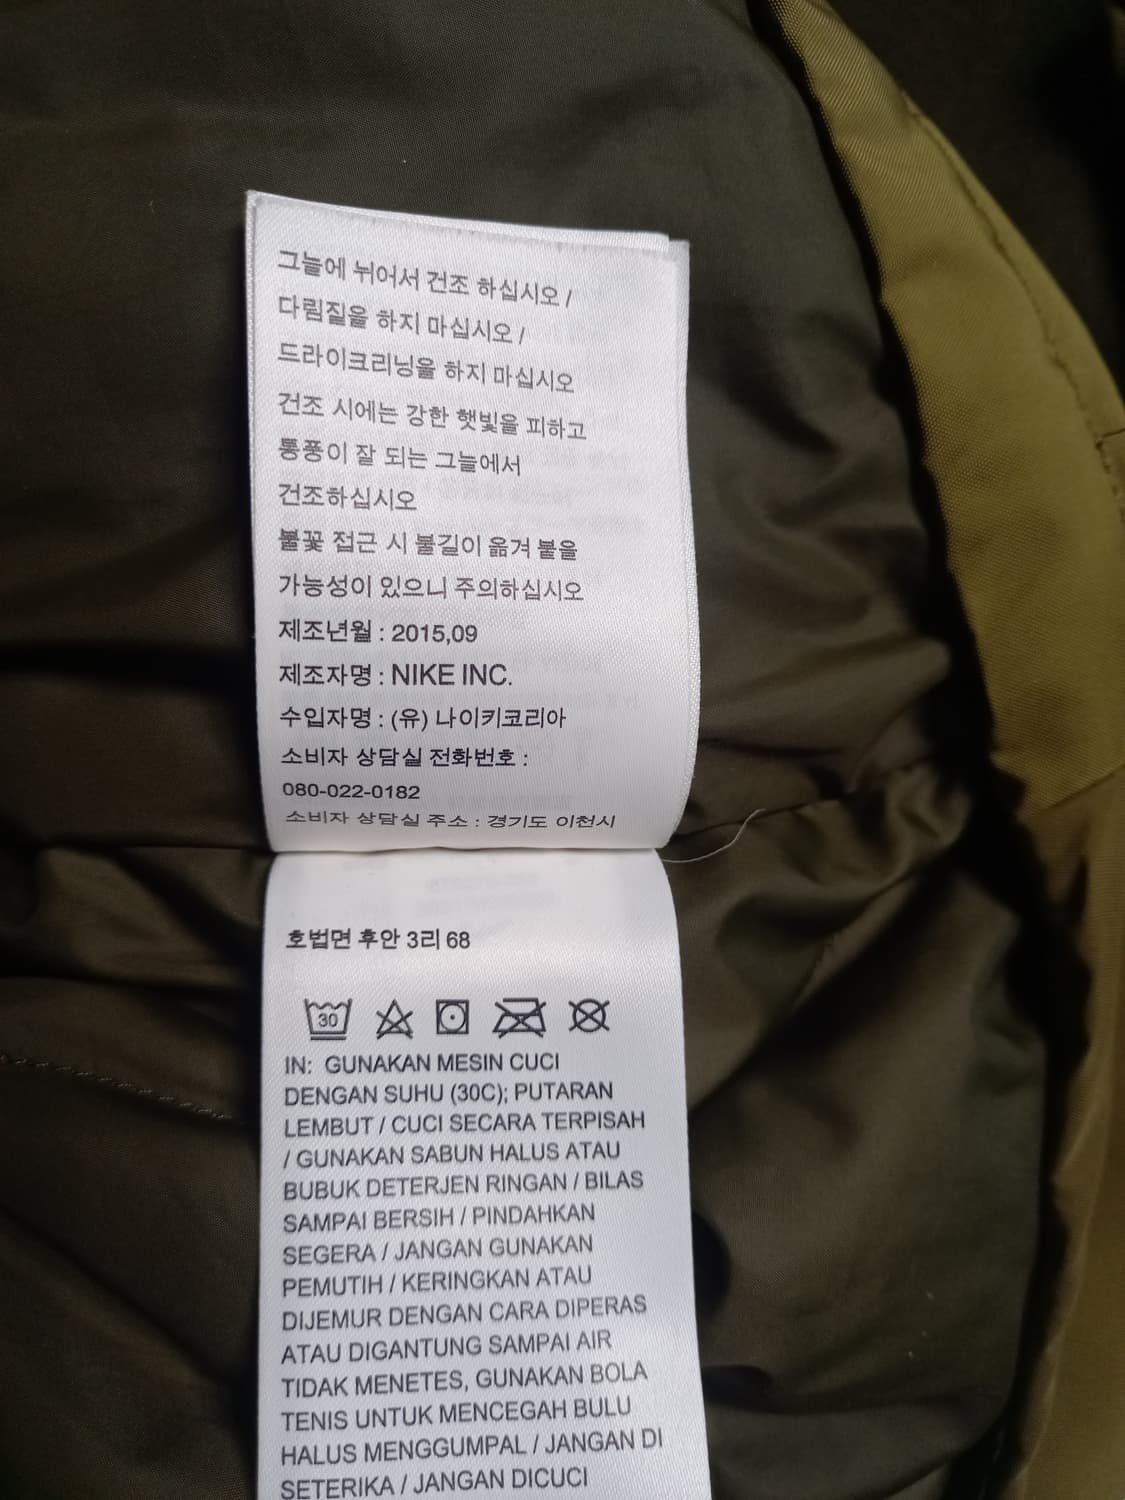 그늘에 뉘어서 건조 하십시오 /
다림질을 하지 마십시오 /
드라이크리닝을 하지 마십시오
건조 시에는 강한 햇빛을 피하고
통풍이 잘 되는 그늘에서
건조하십시오
불꽃 접근 시 불길이 옮겨 붙을
가능성이 있으니 주의하십시오
제조년월 : 2015,09
제조자명 : NIKE INC.
수입자명 : (유) 나이키코리아
소비자 상담실 전화번호 :
080-022-0182
소비자 상담실 주소 : 경기도 이천시
호법면 후안 3리 68
30
IN: GUNAKAN MESIN CUCI
DENGAN SUHU (30C); PUTARAN
LEMBUT / CUCI SECARA TERPISAH
/ GUNAKAN SABUN HALUS ATAU
BUBUK DETERJEN RINGAN / BILAS
SAMPAI BERSIH / PINDAHKAN
SEGERA / JANGAN GUNAKAN
PEMUTIH / KERINGKAN ATAU
DIJEMUR DENGAN CARA DIPERAS
ATAU DIGANTUNG SAMPAI AIR
TIDAK MENETES, GUNAKAN BOLA
TENIS UNTUK MENCEGAH BULU
HALUS MENGGUMPAL / JANGAN DI
SETERIKA / JANGAN DICUCI